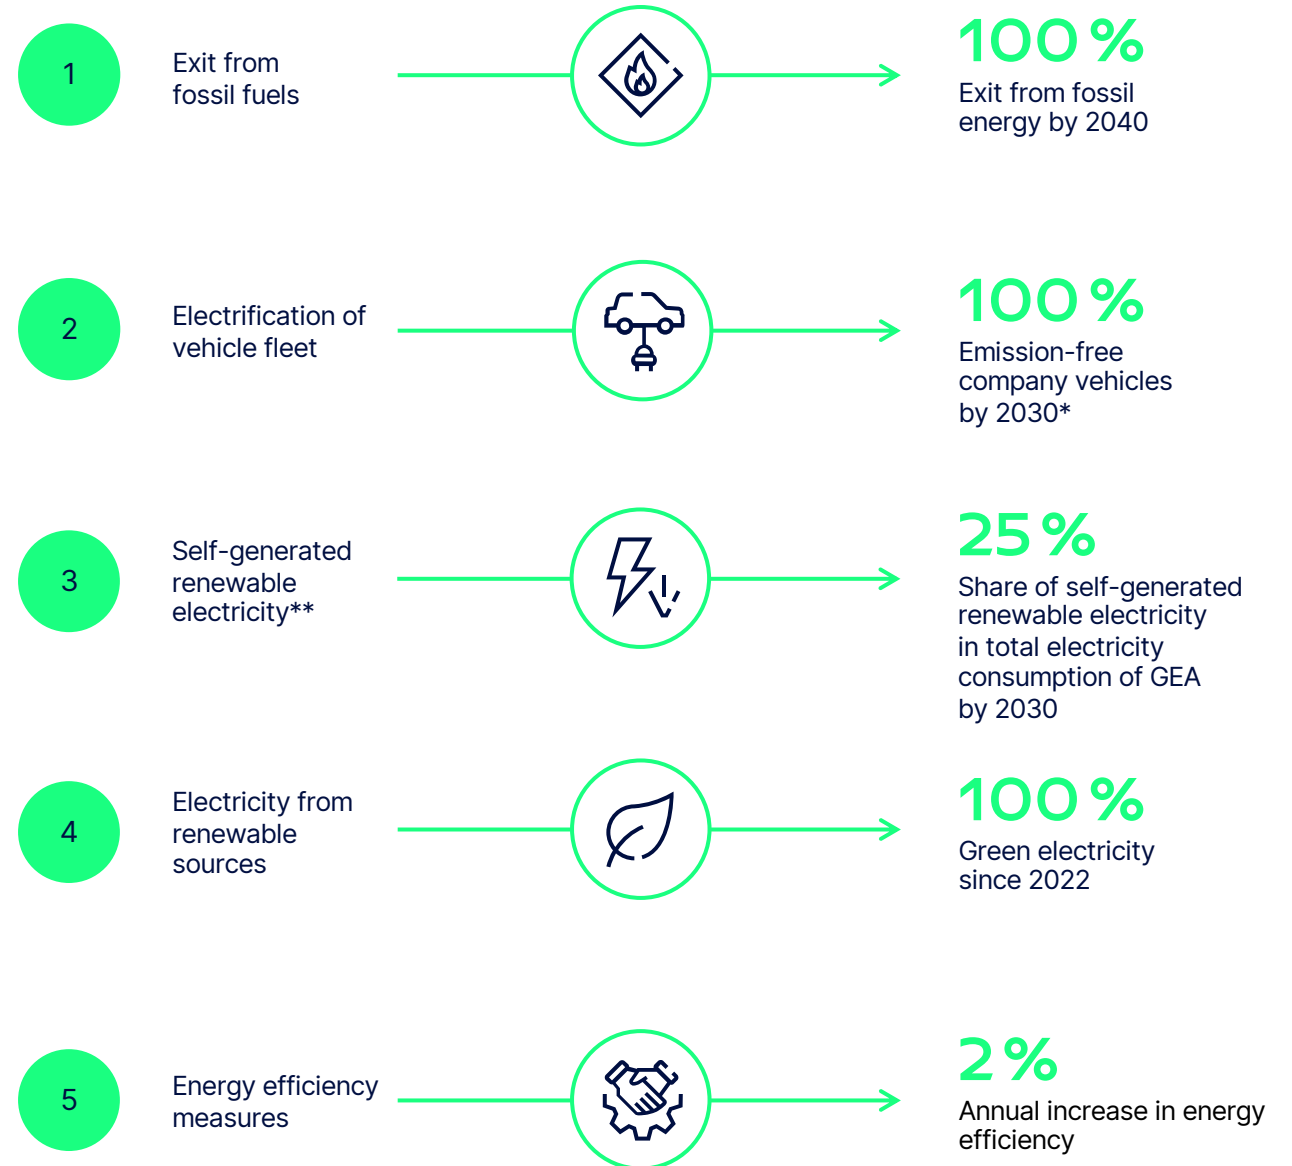 1
Exit from
fossil fuels
100 %
Exit from fossil
energy by 2040
2
Electrification of
vehicle fleet
100 %
Emission-free
company vehicles
by 2030*
3
Self-generated
renewable
electricity**
25 %
Share of self-generated
renewable electricity
in total electricity
consumption of GEA
by 2030
4
Electricity from
renewable
sources
100 %
Green electricity
since 2022
5
Energy efficiency
measures
2 %
Annual increase in energy
efficiency